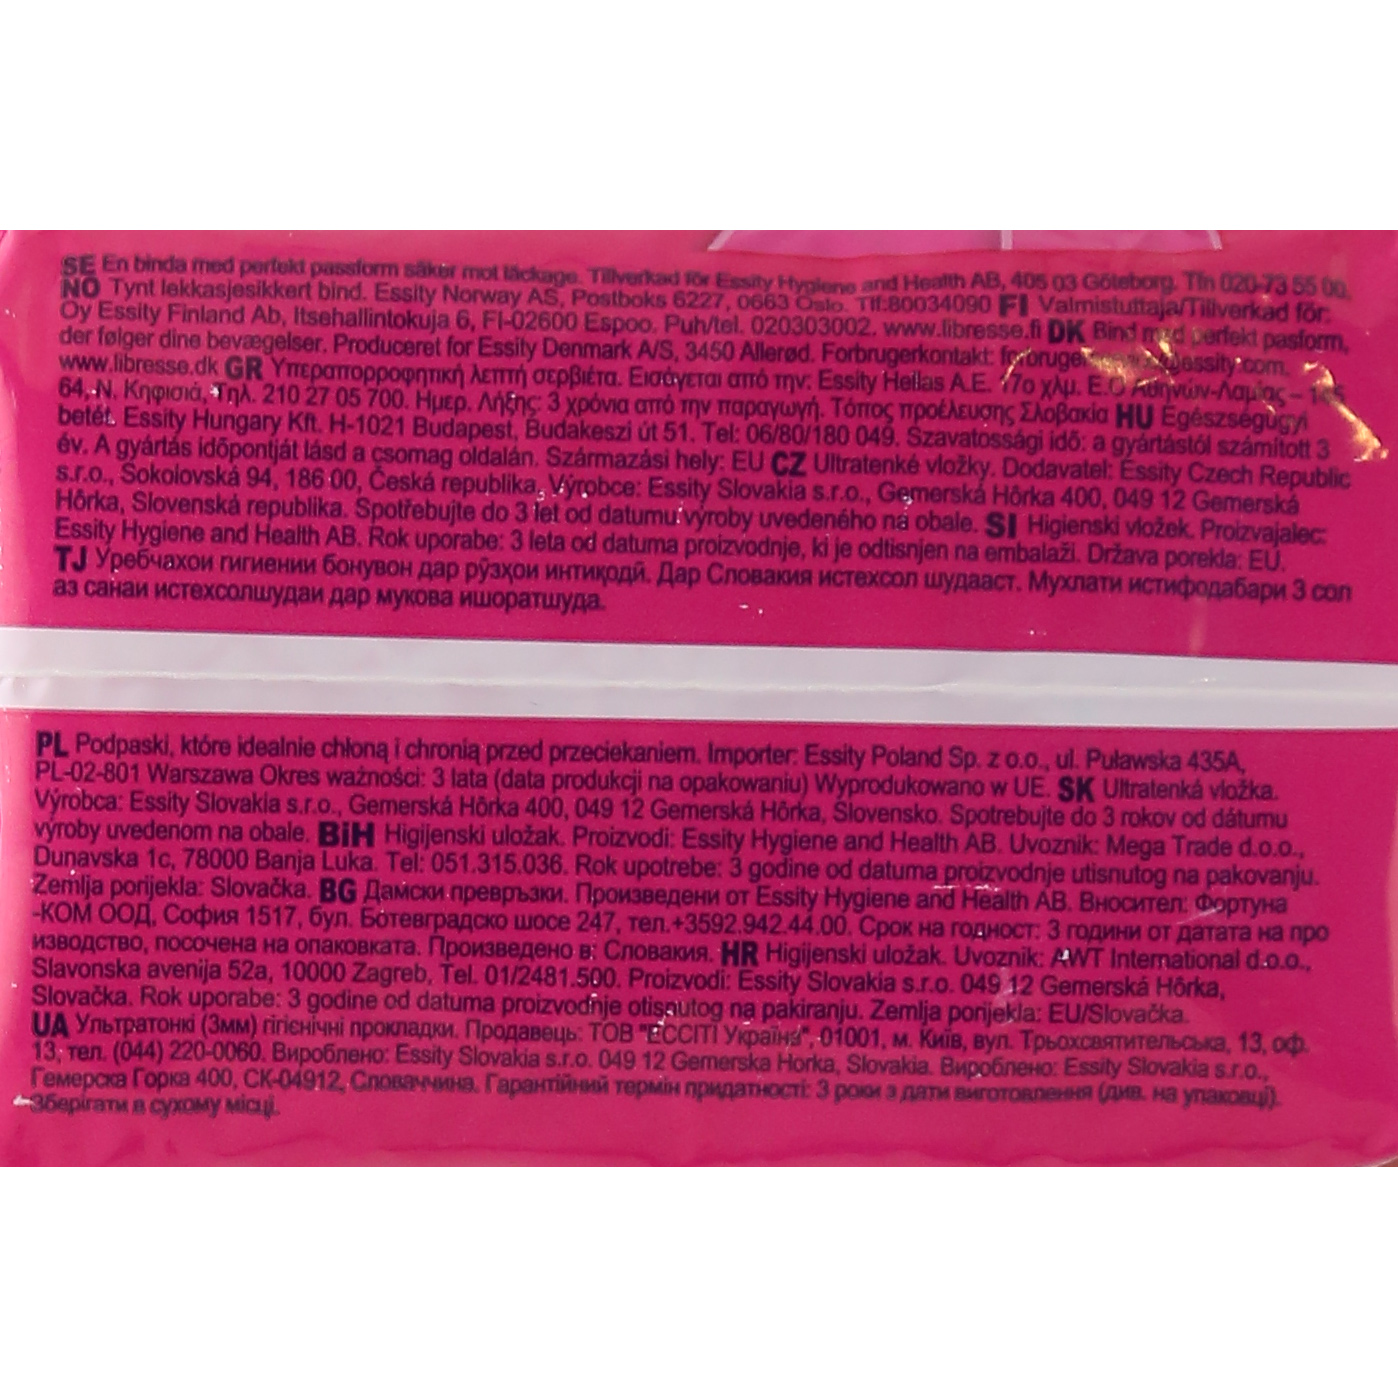 SE En binda med perfekt passform säker mot läckage. Tillverkad för Essity Hygiene and Health AB, 405 03 Göteborg. Tfn 020-73 55 00,
NO Tynt lekkasjesikkert bind. Essity Norway AS, Postboks 6227, 0663 Oslo. Tlf:80034090 FI Valmistuttaja/Tillverkad för:
Oy Essity Finland Ab, Itsehallintokuja 6, FI-02600 Espoo. Puh/tel. 020303002. www.libresse.fi DK Bind med perfekt pasform,
der følger dine bevægelser. Produceret for Essity Denmark A/S, 3450 Allerød. Forbrugerkontakt:
www.libresse.dk GR Υπεραπορροφητική λεπτή σερβιέτα. Εισάγεται από την: Essity Hellas A.E. 17ο χλμ. Ε.Ο Αθηνών-Λαμίας –
64, Ν. Κηφισιά, Τηλ. 210 27 05 700. Ημερ. Λήξης: 3 χρόνια από την παραγωγή. Τόπος προέλευσης Σλοβακία HU Egészségügyi
betét. Essity Hungary Kft. H-1021 Budapest, Budakeszi út 51. Tel: 06/80/180 049. Szavatossági idő: a gyártástól számított 3
év. A gyártás időpontját lásd a csomag oldalán. Származási hely: EU CZ Ultratenké vložky. Dodavatel: Essity Czech Republic
s.r.o., Sokolovská 94, 186 00, Česká republika, Výrobce: Essity Slovakia s.r.o., Gemerská Hôrka 400, 049 12 Gemerská
Hôrka, Slovenská republika. Spotřebujte do 3 let od datumu výroby uvedeného na obale. SI Higienski vložek. Proizvajalec:
Essity Hygiene and Health AB. Rok uporabe: 3 leta od datuma proizvodnje, ki je odtisnjen na embalaži. Država porekla: EU.
TJ Уребчахои гигиении бонувон дар рӯзҳои интиқодӣ. Дар Словакия истехсол шудааст. Мухлати истифодабари 3 сол
аз санаи истехсолшудаи дар мукова ишоратшуда.
PL Podpaski, które idealnie chłoną i chronią przed przeciekaniem. Importer: Essity Poland Sp. z o.o., ul. Puławska 435A,
PL-02-801 Warszawa Okres ważności: 3 lata (data produkcji na opakowaniu) Wyprodukowano w UE. SK Ultratenká vložka.
Výrobca: Essity Slovakia s.r.o., Gemerská Hôrka 400, 049 12 Gemerská Hôrka, Slovensko. Spotrebujte do 3 rokov od dátumu
výroby uvedenom na obale. BiH Higijenski uložak. Proizvodi: Essity Hygiene and Health AB. Uvoznik: Mega Trade d.o.o.,
Dunavska 1c, 78000 Banja Luka. Tel: 051.315.036. Rok upotrebe: 3 godine od datuma proizvodnje utisnutog na pakovanju.
Zemlja porijekla: Slovačka. BG Дамски превръзки. Произведени от Essity Hygiene and Health AB. Вносител: Фортуна
-КОМ ООД, София 1517, бул. Ботевградско шосе 247, тел.+3592.942.44.00. Срок на годност: 3 години от датата на про
изводство, посочена на опаковката. Произведено в: Словакия. HR Higijenski uložak. Uvoznik: AWT International d.o.o.,
Slavonska avenija 52a, 10000 Zagreb, Tel. 01/2481.500. Proizvodi: Essity Slovakia s.r.o. 049 12 Gemerská Hôrka,
Slovačka. Rok uporabe: 3 godine od datuma proizvodnje otisnutog na pakiranju. Zemlja porijekla: EU/Slovačka.
UA Ультратонкі (3мм) гігієнічні прокладки. Продавець: ТОВ "ЕССІТІ Україна", 01001, м. Київ, вул. Трьохсвятительська, 13, оф.
13, тел. (044) 220-0060. Вироблено: Essity Slovakia s.r.o. 049 12 Gemerska Horka, Slovakia. Вироблено: Essity Slovakia s.r.o.,
Гемерска Горка 400, СК-04912, Словаччина. Гарантійний термін придатності: 3 роки з дати виготовлення (див. на упаковці).
Зберігати в сухому місці.